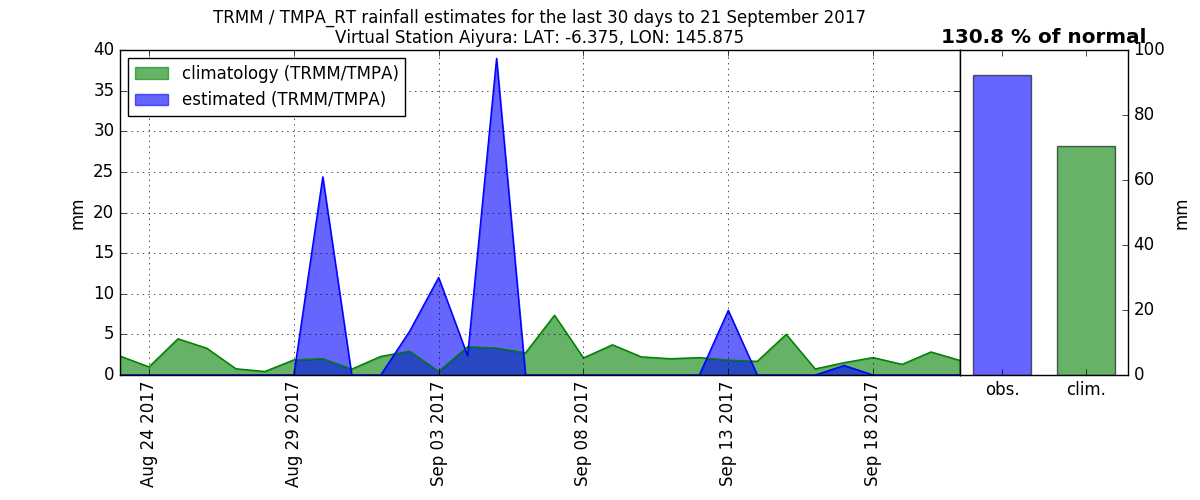 TRMM / TMPA_RT rainfall estimates for the last 30 days to 21 September 2017
Virtual Station Aiyura: LAT: -6.375, LON: 145.875
130.8 % of normal
climatology (TRMM/TMPA)
estimated (TRMM/TMPA)
40
35
30
25
20
15
10
5
0
mm
Aug 24 2017
Aug 29 2017
Sep 03 2017
Sep 08 2017
Sep 13 2017
Sep 18 2017
100
80
60
40
20
0
mm
obs.
clim.